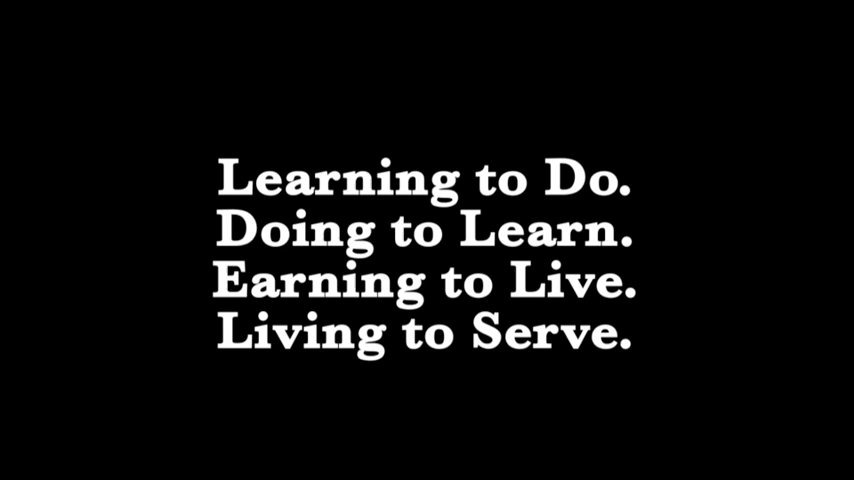 Learning to Do.
Doing to Learn.
Earning to Live.
Living to Serve.